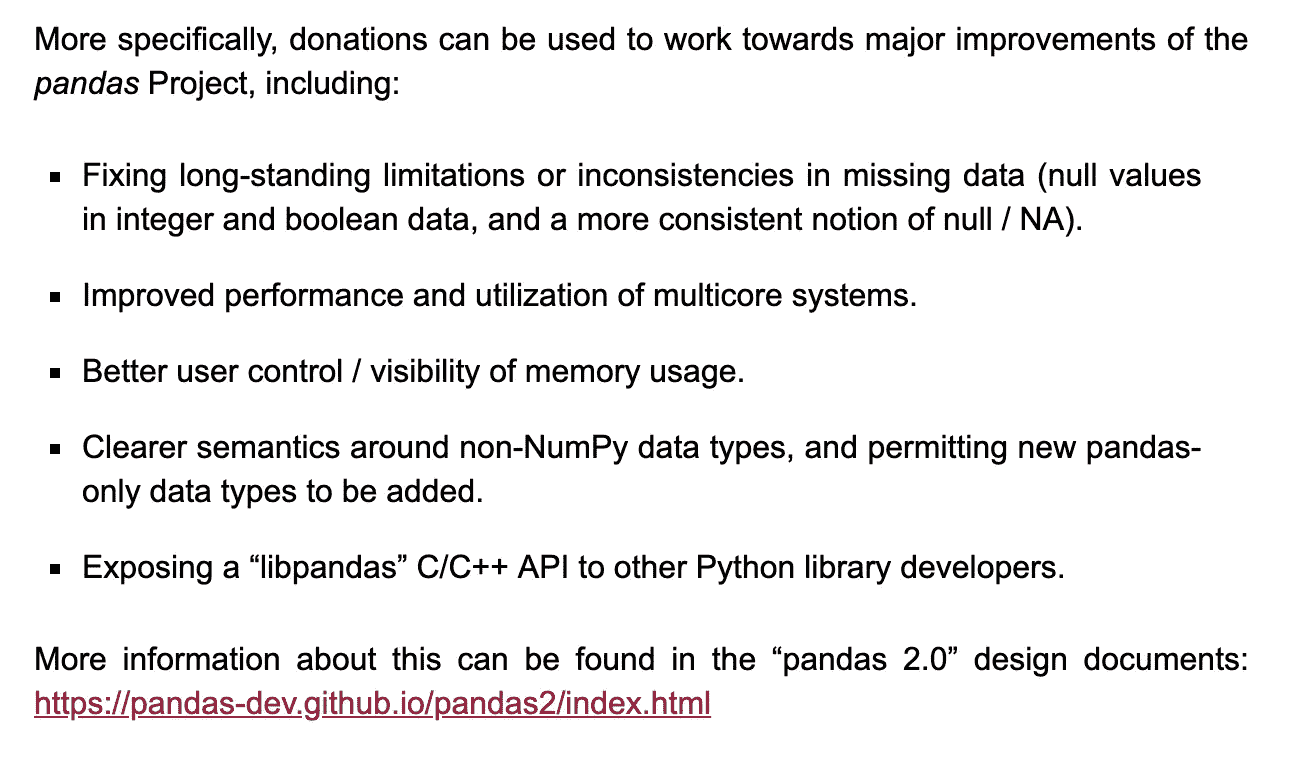 More specifically, donations can be used to work towards major improvements of the
pandas Project, including:
▪ Fixing long-standing limitations or inconsistencies in missing data (null values
in integer and boolean data, and a more consistent notion of null / NA).
▪ Improved performance and utilization of multicore systems.
▪ Better user control / visibility of memory usage.
▪ Clearer semantics around non-NumPy data types, and permitting new pandas-
only data types to be added.
▪ Exposing a “libpandas” C/C++ API to other Python library developers.
More information about this can be found in the “pandas 2.0” design documents:
https://pandas-dev.github.io/pandas2/index.html